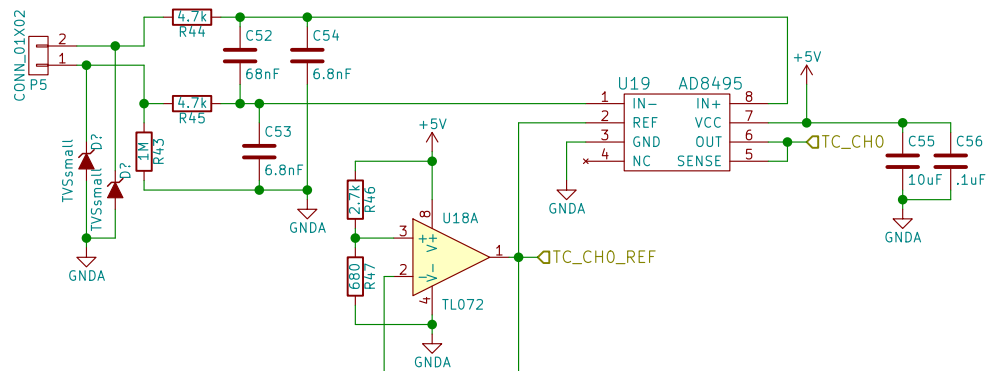 CONN_01X02
P5
2
1
4.7k
R44
C52
68nF
C54
6.8nF
4.7k
R45
C53
6.8nF
1M
R43
D?
TVSsmall
D?
TVSsmall
GNDA
GNDA
+5V
2.7k
R46
680
R47
U18A
8
3
+
V+
2
-
V-
4
1
TL072
GNDA
TC_CH0_REF
U19
AD8495
1
IN-
2
REF
3
GND
4
NC
IN+
8
VCC
7
OUT
6
SENSE
5
GNDA
+5V
TC_CH0
C55
10uF
C56
.1uF
GNDA